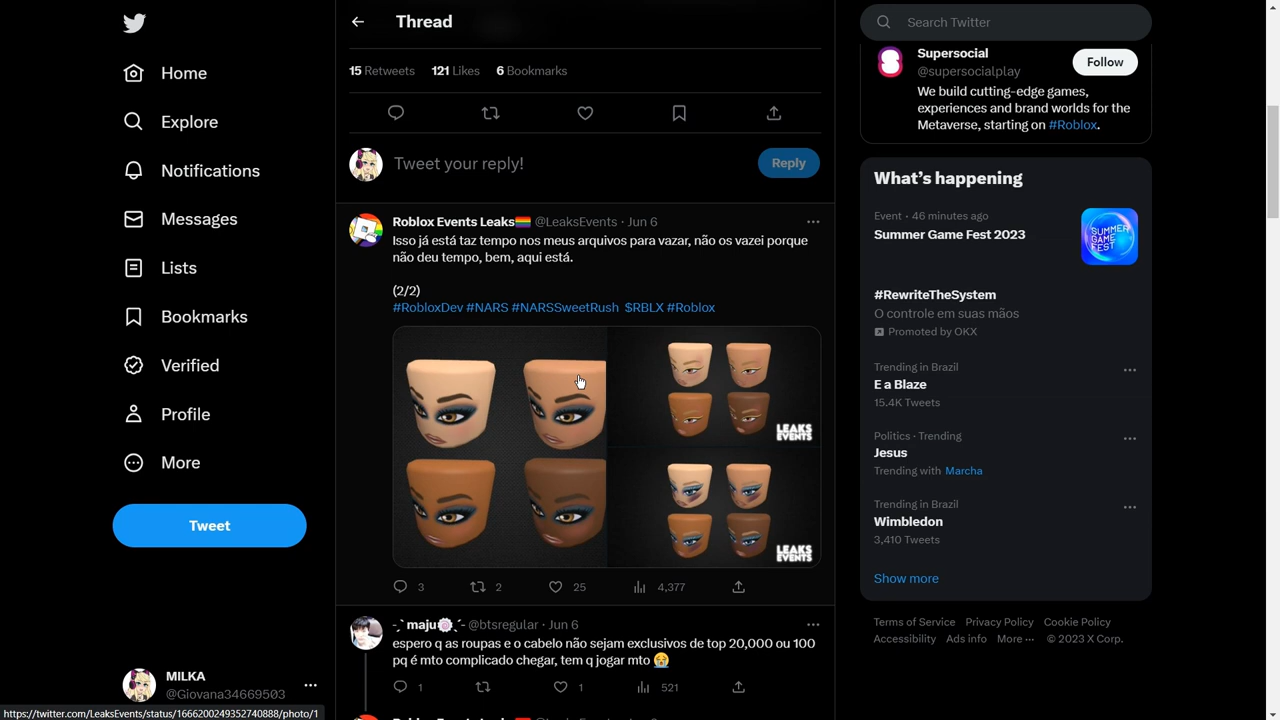 Home
Explore
Notifications
Messages
Lists
Bookmarks
Verified
Profile
More
Tweet
MILKA
@Giovana34669503
https://twitter.com/LeaksEvents/status/1666200249352740888/photo/1
Thread
15 Retweets 121 Likes 6 Bookmarks
Tweet your reply!
Reply
Roblox Events Leaks🏳️‍🌈 @LeaksEvents · Jun 6
Isso já está taz tempo nos meus arquivos para vazar, não os vazei porque
não deu tempo, bem, aqui está.
(2/2)
#RobloxDev #NARS #NARSSweetRush $RBLX #Roblox
LEAKS
EVENTS
LEAKS
EVENTS
3 2 25 4,377
-ˏˋmaju🍥ˎˊ- @btsregular · Jun 6
espero q as roupas e o cabelo não sejam exclusivos de top 20,000 ou 100
pq é mto complicado chegar, tem q jogar mto 😭
1 1 521
Search Twitter
Supersocial
@supersocialplay
Follow
We build cutting-edge games,
experiences and brand worlds for the
Metaverse, starting on #Roblox.
What's happening
Event · 46 minutes ago
Summer Game Fest 2023
SUMMER
GAME
FEST
#RewriteTheSystem
O controle em suas mãos
Promoted by OKX
Trending in Brazil
E a Blaze
15.4K Tweets
Politics · Trending
Jesus
Trending with Marcha
Trending in Brazil
Wimbledon
3,410 Tweets
Show more
Terms of Service Privacy Policy Cookie Policy
Accessibility Ads info More ··· © 2023 X Corp.